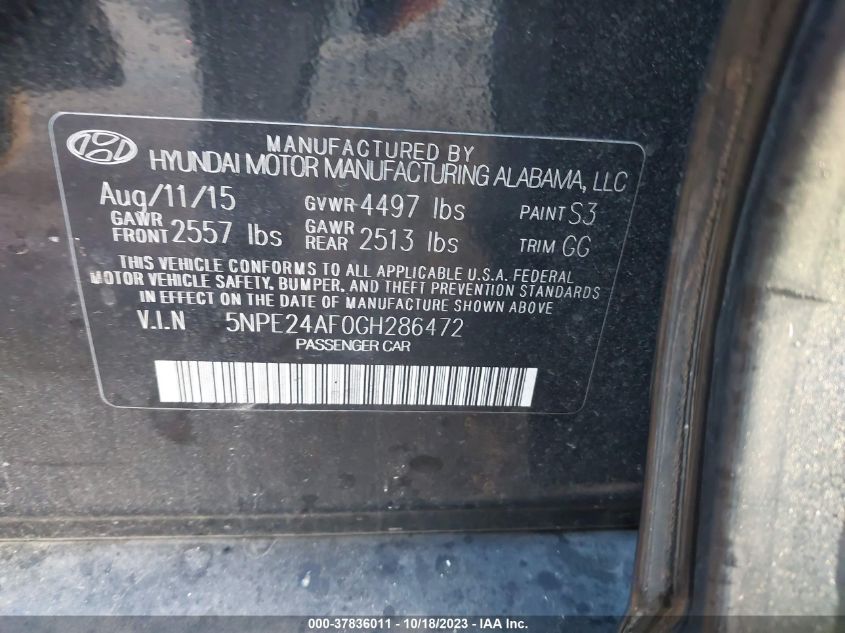 MANUFACTURED BY
HYUNDAI MOTOR MANUFACTURING ALABAMA, LLC
Aug/11/15 GVWR 4497 lbs PAINT S3
GAWR FRONT 2557 lbs GAWR REAR 2513 lbs TRIM GG
THIS VEHICLE CONFORMS TO ALL APPLICABLE U.S.A. FEDERAL
MOTOR VEHICLE SAFETY, BUMPER, AND THEFT PREVENTION STANDARDS
IN EFFECT ON THE DATE OF MANUFACTURE SHOWN ABOVE
V.I.N 5NPE24AF0GH286472
PASSENGER CAR
000-37836011 - 10/18/2023 - IAA Inc.